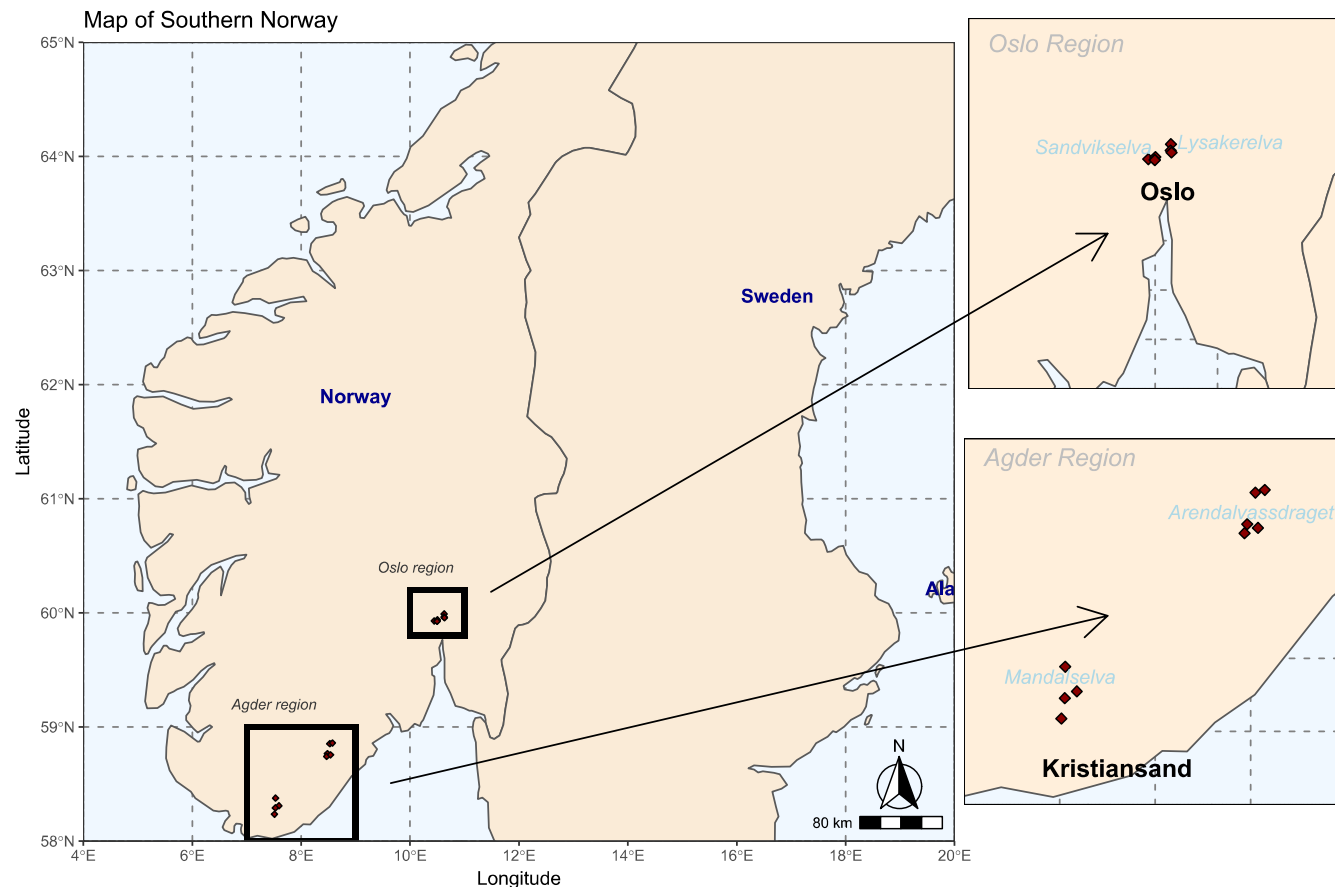 Map of Southern Norway
65°N
64°N
63°N
62°N
61°N
60°N
59°N
58°N
4°E
6°E
8°E
10°E
12°E
14°E
16°E
18°E
20°E
Latitude
Longitude
Sweden
Norway
Ala
Oslo region
Agder region
N
80 km
Oslo Region
Sandvikselva
Lysakerelva
Oslo
Agder Region
Arendalvassdraget
Mandalselva
Kristiansand